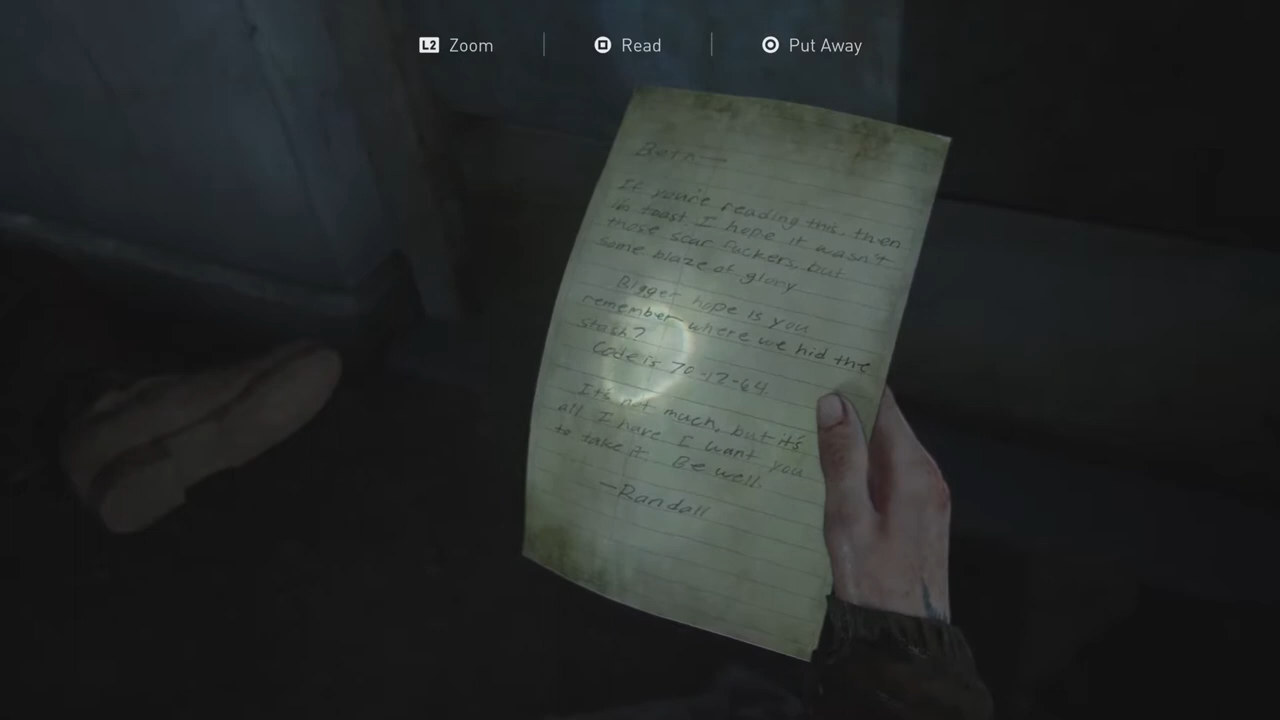 L2 Zoom
Read
Put Away
Bern—
If you're reading this, then
I'm toast. I hope it wasn't
those scar fuckers, but
some blaze of glory
Bigger hope is you
remember where we hid the
stash?
Code is 70-12-64.
It's not much, but it's
all I have. I want you
to take it. Be well.
—Randall